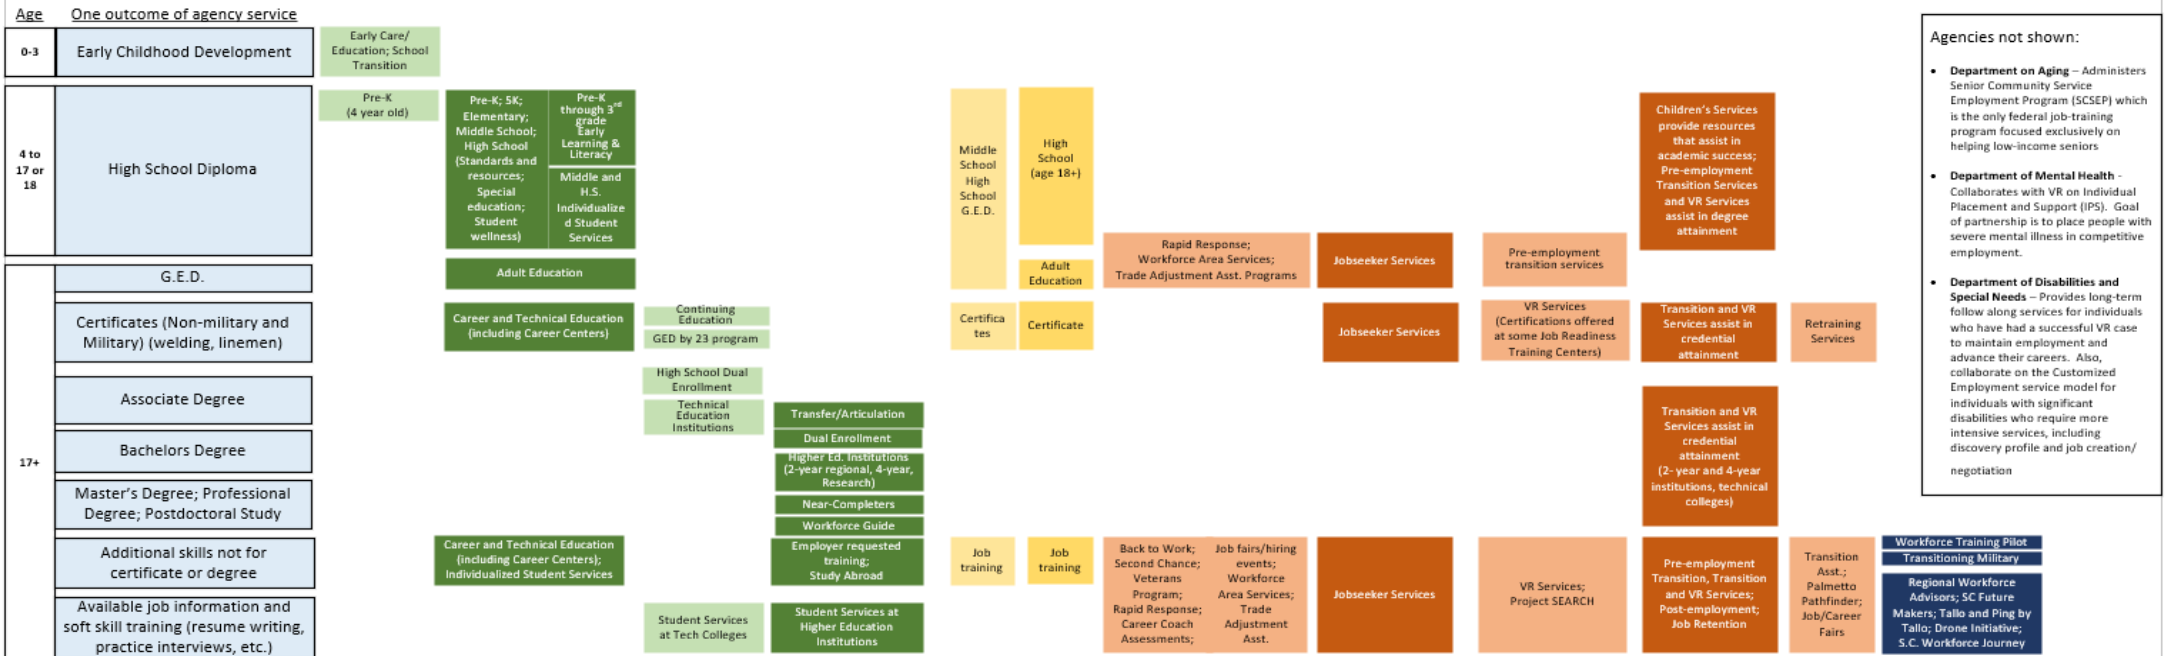 Age
One outcome of agency service
0-3
Early Childhood Development
Early Care/
Education; School
Transition
4 to
17 or
18
High School Diploma
Pre-K
(4 year old)
Pre-K; 5K;
Elementary;
Middle School;
High School
(Standards and
resources;
Special
education;
Student
wellness)
Pre-K
through 3rd
grade
Early
Learning &
Literacy
Middle and
H.S.
Individualize
d Student
Services
Middle
School
High
School
G.E.D.
High
School
(age 18+)
Children's Services
provide resources
that assist in
academic success;
Pre-employment
Transition Services
and VR Services
assist in degree
attainment
Rapid Response;
Workforce Area Services;
Trade Adjustment Asst. Programs
Jobseeker Services
Pre-employment
transition services
17+
G.E.D.
Adult Education
Adult
Education
Certificates (Non-military and
Military) (welding, linemen)
Career and Technical Education
(including Career Centers)
Continuing
Education
GED by 23 program
Certifica
tes
Certificate
Jobseeker Services
VR Services
(Certifications offered
at some Job Readiness
Training Centers)
Transition and VR
Services assist in
credential
attainment
Retraining
Services
Associate Degree
High School Dual
Enrollment
Technical
Education
Institutions
Transfer/Articulation
Dual Enrollment
Higher Ed. Institutions
(2-year regional, 4-year,
Research)
Near-Completers
Workforce Guide
Transition and VR
Services assist in
credential
attainment
(2- year and 4-year
institutions, technical
colleges)
Bachelors Degree
Master's Degree; Professional
Degree; Postdoctoral Study
Additional skills not for
certificate or degree
Career and Technical Education
(including Career Centers);
Individualized Student Services
Employer requested
training;
Study Abroad
Job
training
Job
training
Back to Work;
Second Chance;
Veterans
Program;
Rapid Response;
Career Coach
Assessments;
Job fairs/hiring
events;
Workforce
Area Services;
Trade
Adjustment
Asst.
Jobseeker Services
VR Services;
Project SEARCH
Pre-employment
Transition, Transition
and VR Services;
Post-employment;
Job Retention
Transition
Asst.;
Palmetto
Pathfinder;
Job/Career
Fairs
Workforce Training Pilot
Transitioning Military
Regional Workforce
Advisors; SC Future
Makers; Tallo and Ping by
Tallo; Drone Initiative;
S.C. Workforce Journey
Available job information and
soft skill training (resume writing,
practice interviews, etc.)
Student Services
at Tech Colleges
Student Services at
Higher Education
Institutions
Agencies not shown:
• Department on Aging – Administers
Senior Community Service
Employment Program (SCSEP) which
is the only federal job-training
program focused exclusively on
helping low-income seniors
• Department of Mental Health -
Collaborates with VR on Individual
Placement and Support (IPS). Goal
of partnership is to place people with
severe mental illness in competitive
employment.
• Department of Disabilities and
Special Needs – Provides long-term
follow along services for individuals
who have had a successful VR case
to maintain employment and
advance their careers. Also,
collaborate on the Customized
Employment service model for
individuals with significant
disabilities who require more
intensive services, including
discovery profile and job creation/
negotiation